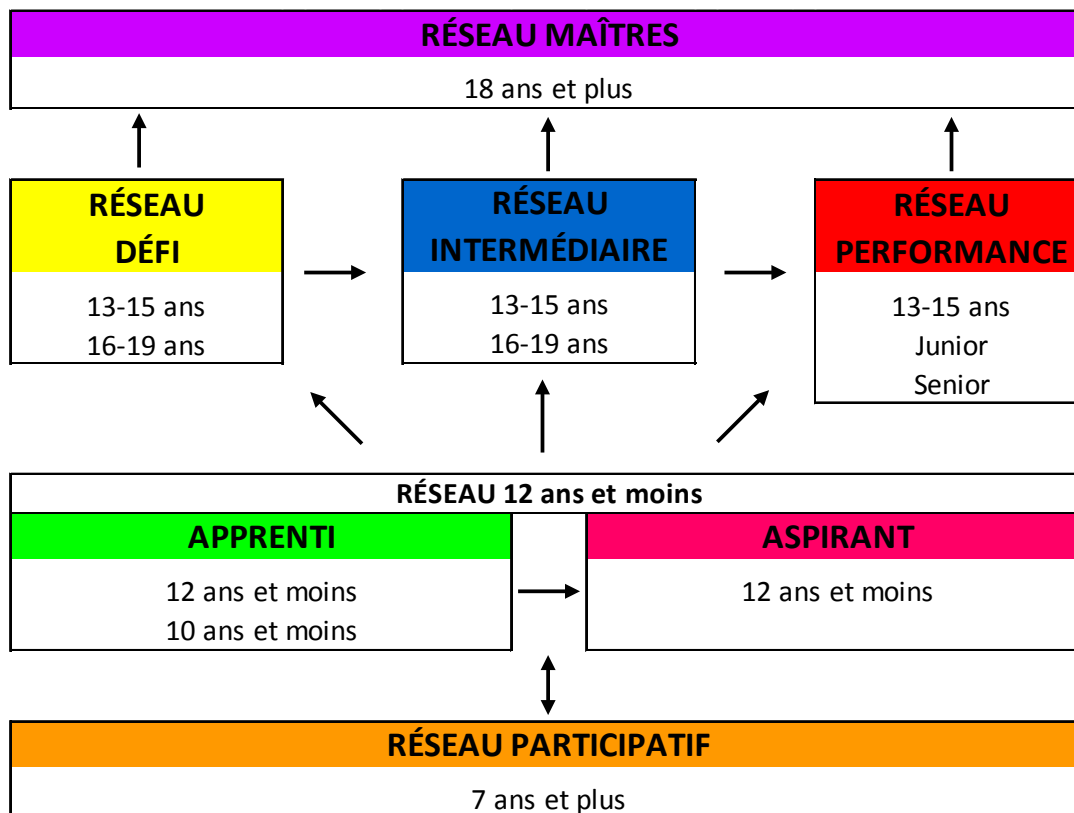 RÉSEAU MAÎTRES
18 ans et plus
RÉSEAU
DÉFI
13-15 ans
16-19 ans
RÉSEAU
INTERMÉDIAIRE
13-15 ans
16-19 ans
RÉSEAU
PERFORMANCE
13-15 ans
Junior
Senior
RÉSEAU 12 ans et moins
APPRENTI
12 ans et moins
10 ans et moins
ASPIRANT
12 ans et moins
RÉSEAU PARTICIPATIF
7 ans et plus